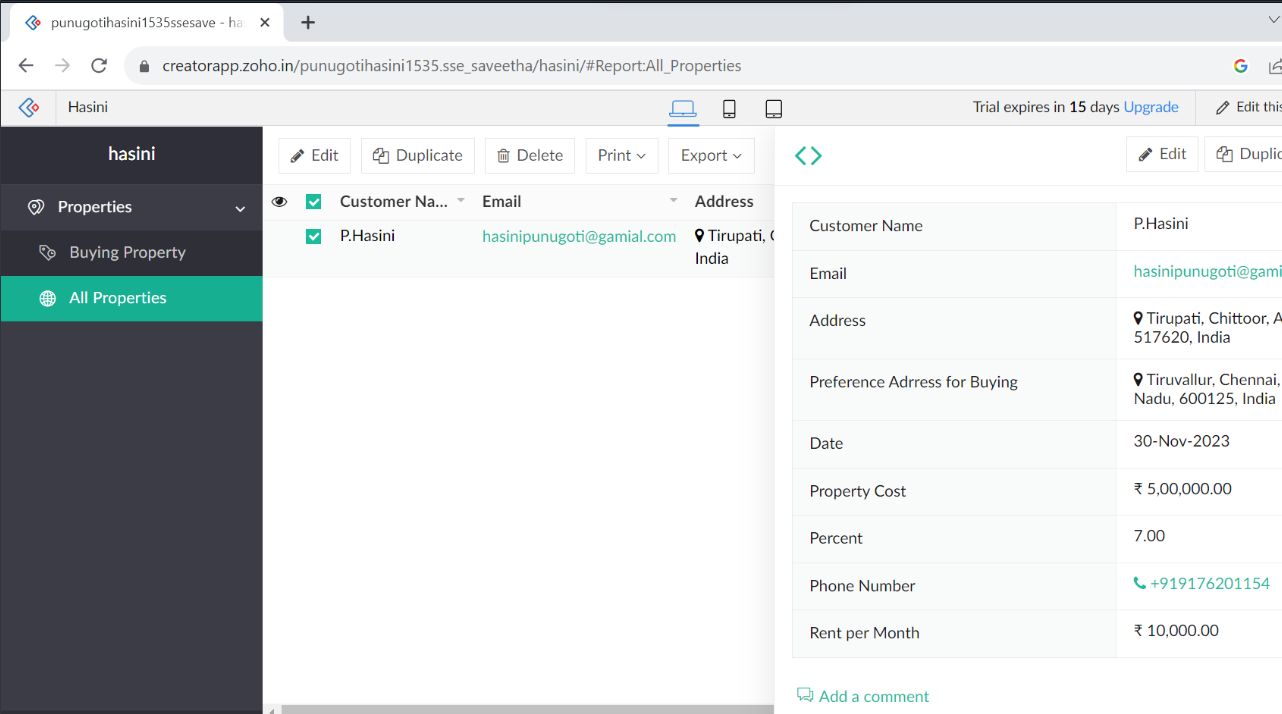 punugotihasini1535ssesave - ha
creatorapp.zoho.in/punugotihasini1535.sse_saveetha/hasini/#Report:All_Properties
Hasini
Trial expires in 15 days Upgrade
Edit this
hasini
Properties
Buying Property
All Properties
Edit Duplicate Delete Print Export
Customer Na... Email Address
P.Hasini hasinipunugoti@gamial.com Tirupati, C
India
Edit Duplic
Customer Name P.Hasini
Email hasinipunugoti@gami
Address Tirupati, Chittoor, A
517620, India
Preference Adrress for Buying Tiruvallur, Chennai,
Nadu, 600125, India
Date 30-Nov-2023
Property Cost ₹ 5,00,000.00
Percent 7.00
Phone Number +919176201154
Rent per Month ₹ 10,000.00
Add a comment